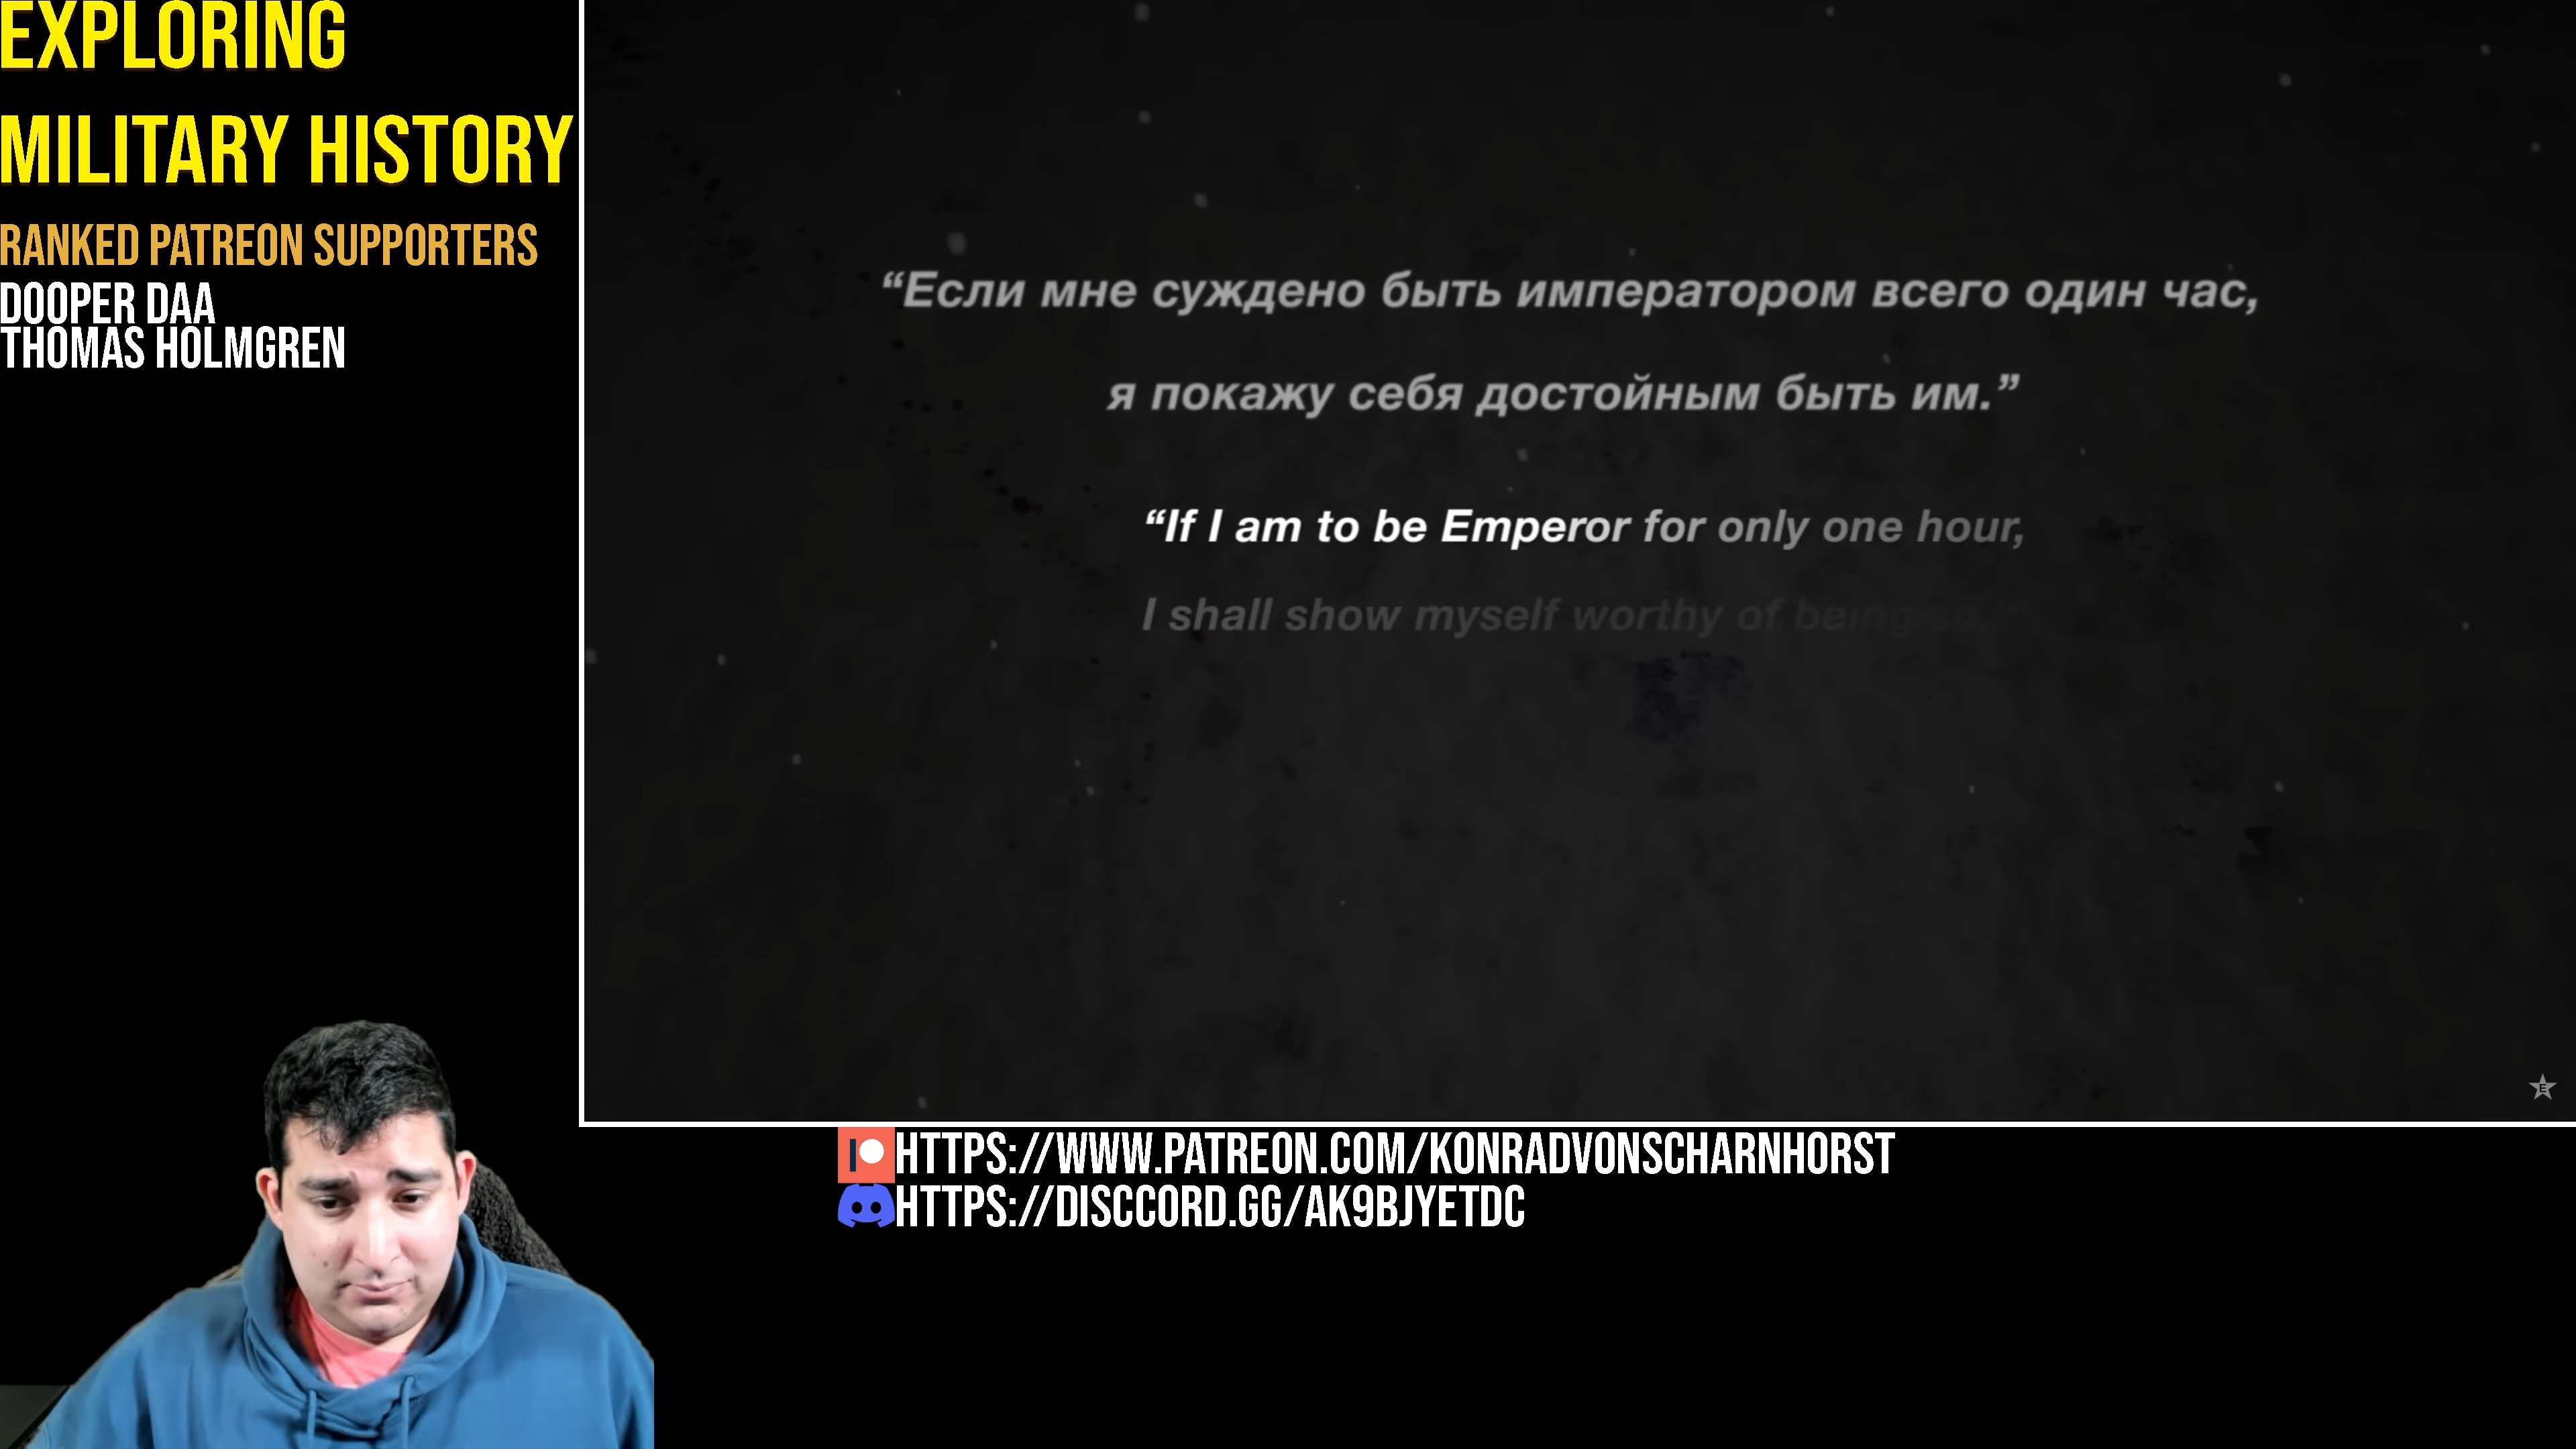 EXPLORING
MILITARY HISTORY
RANKED PATREON SUPPORTERS
DOOPER DAA
THOMAS HOLMGREN
“Если мне суждено быть императором всего один час,
я покажу себя достойным быть им.”
“If I am to be Emperor for only one hour,
I shall show myself worthy of being so.”
E
HTTPS://WWW.PATREON.COM/KONRADVONSCHARNHORST
HTTPS://DISCCORD.GG/AK9BJYETDC